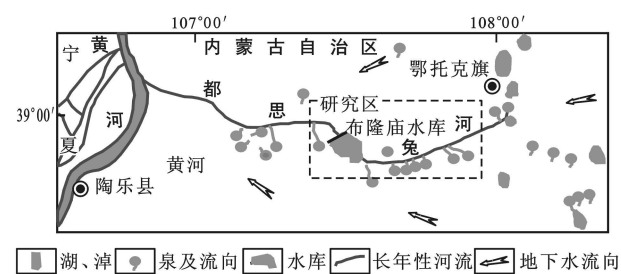 107°00′ 108°00′
宁 黄 内蒙古自治区
鄂托克旗
都
思 研究区
39°00′ 布隆庙水库
河 兔 河
夏
黄河
陶乐县
湖、淖 泉及流向 水库 长年性河流 地下水流向